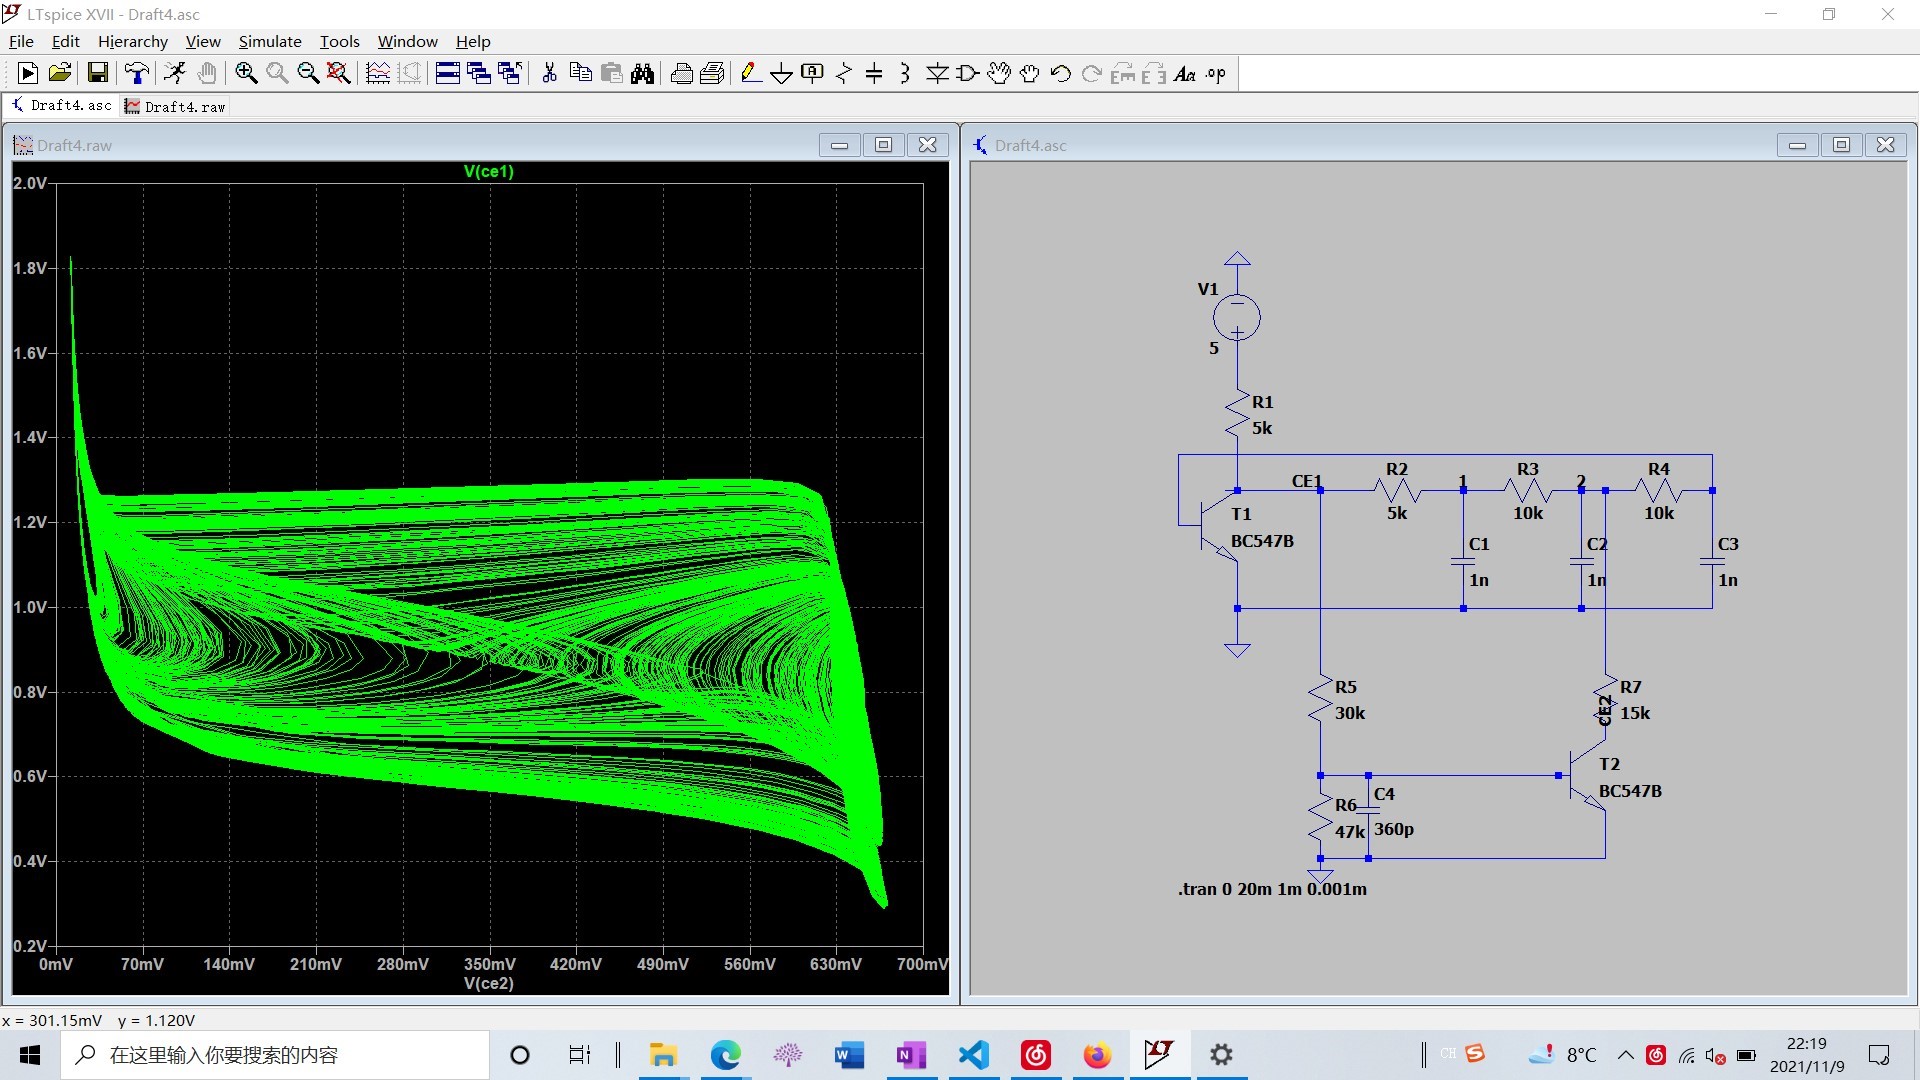 LTspice XVII - Draft4.asc
File Edit Hierarchy View Simulate Tools Window Help
Draft4.asc Draft4.raw
Draft4.raw
V(ce1)
2.0V
1.8V
1.6V
1.4V
1.2V
1.0V
0.8V
0.6V
0.4V
0.2V
0mV 70mV 140mV 210mV 280mV 350mV 420mV 490mV 560mV 630mV 700mV
V(ce2)
Draft4.asc
V1
5
R1
5k
CE1 R2 1 R3 2 R4
5k 10k 10k
T1
BC547B
C1 C2 C3
1n 1n 1n
R5
30k
R7
15k
CE2
T2
BC547B
R6 C4
47k 360p
.tran 0 20m 1m 0.001m
x = 301.15mV y = 1.120V
在这里输入你要搜索的内容
CH
8°C
22:19
2021/11/9